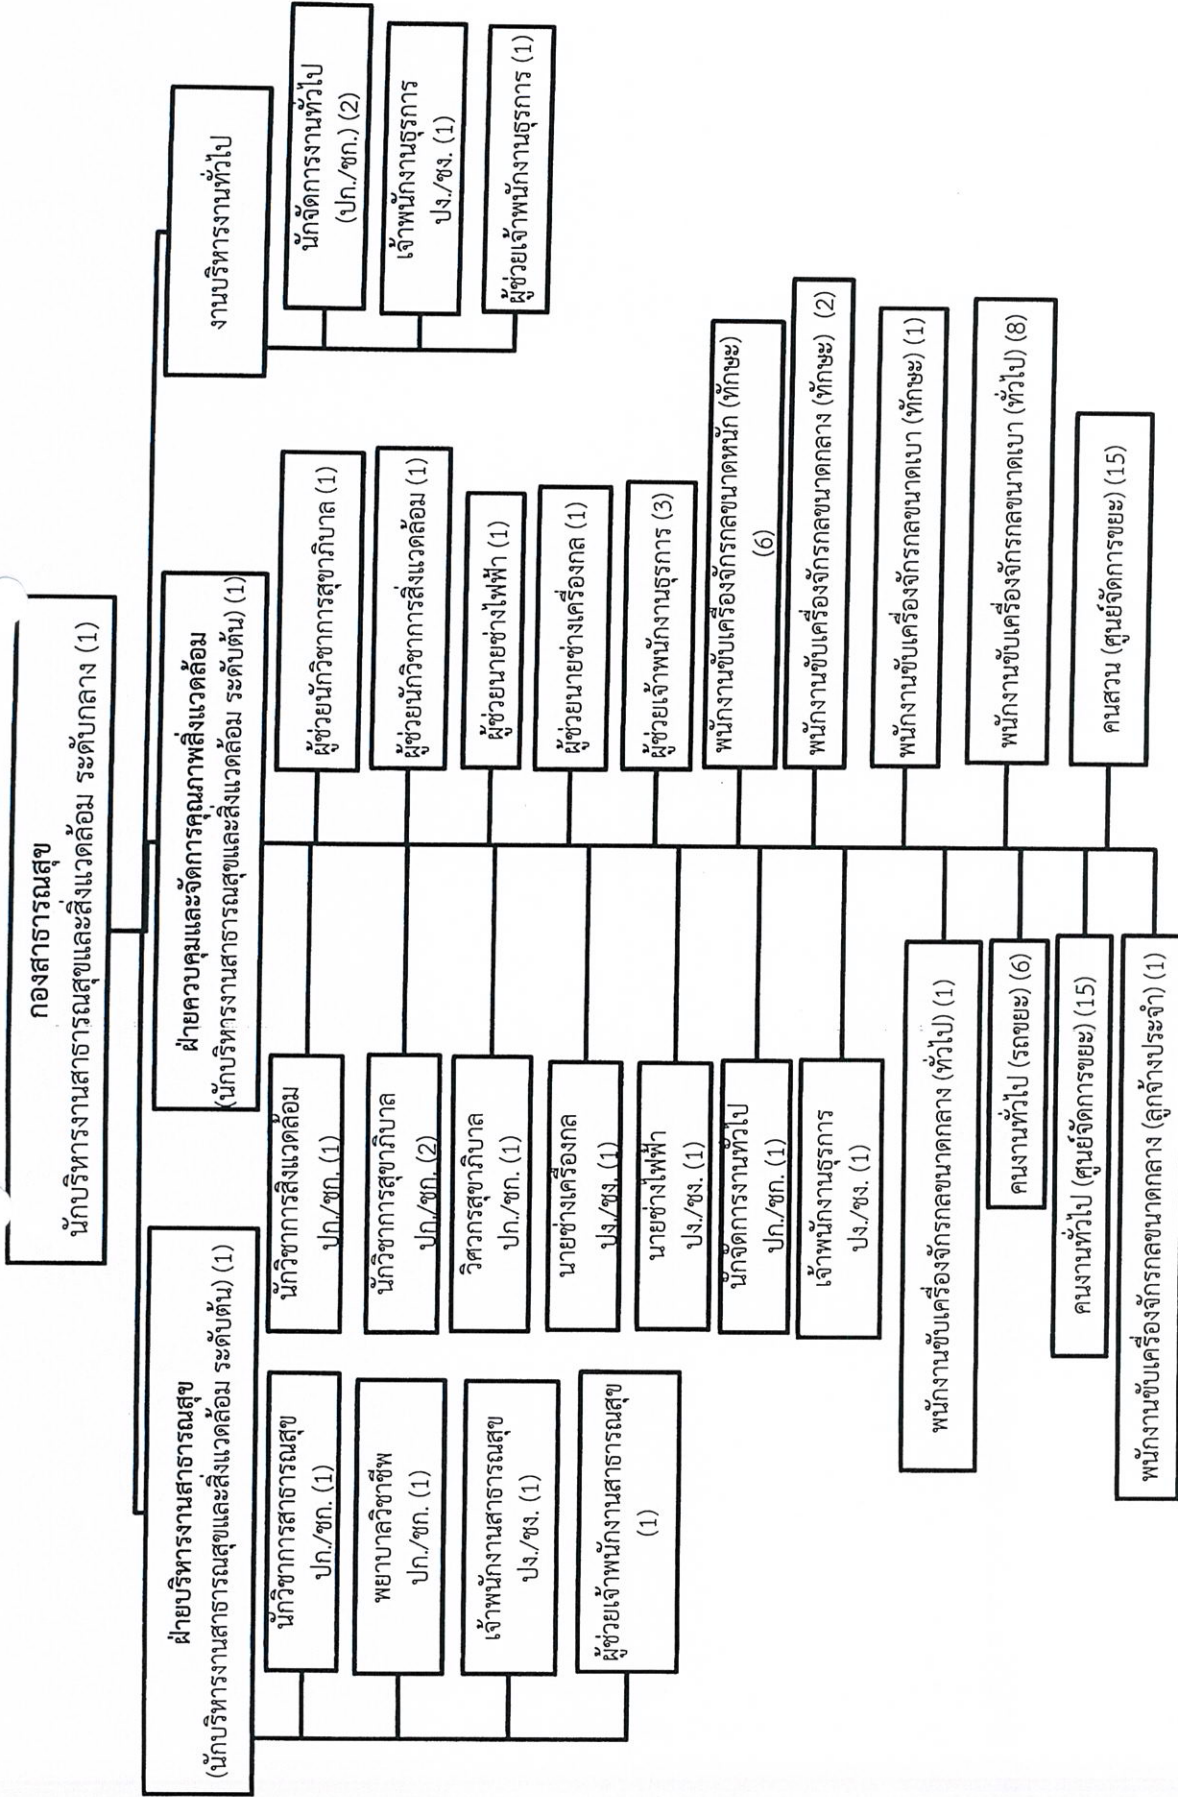 กองสาธารณสุข
นักบริหารงานสาธารณสุขและสิ่งแวดล้อม ระดับกลาง (1)
ฝ่ายบริหารงานสาธารณสุข
(นักบริหารงานสาธารณสุขและสิ่งแวดล้อม ระดับต้น) (1)
นักวิชาการสาธารณสุข
ปก./ชก. (1)
พยาบาลวิชาชีพ
ปก./ชก. (1)
เจ้าพนักงานสาธารณสุข
ปง./ชง. (1)
ผู้ช่วยเจ้าพนักงานสาธารณสุข
(1)
ฝ่ายควบคุมและจัดการคุณภาพสิ่งแวดล้อม
(นักบริหารงานสาธารณสุขและสิ่งแวดล้อม ระดับต้น) (1)
นักวิชาการสิ่งแวดล้อม
ปก./ชก. (1)
นักวิชาการสุขาภิบาล
ปก./ชก. (2)
วิศวกรสุขาภิบาล
ปก./ชก. (1)
นายช่างเครื่องกล
ปง./ชง. (1)
นายช่างไฟฟ้า
ปง./ชง. (1)
นักจัดการงานทั่วไป
ปก./ชก. (1)
เจ้าพนักงานธุรการ
ปง./ชง. (1)
พนักงานขับเครื่องจักรกลขนาดกลาง (ทั่วไป) (1)
คนงานทั่วไป (รถขยะ) (6)
คนงานทั่วไป (ศูนย์จัดการขยะ) (15)
พนักงานขับเครื่องจักรกลขนาดกลาง (ลูกจ้างประจำ) (1)
ผู้ช่วยนักวิชาการสุขาภิบาล (1)
ผู้ช่วยนักวิชาการสิ่งแวดล้อม (1)
ผู้ช่วยนายช่างไฟฟ้า (1)
ผู้ช่วยนายช่างเครื่องกล (1)
ผู้ช่วยเจ้าพนักงานธุรการ (3)
พนักงานขับเครื่องจักรกลขนาดหนัก (ทักษะ)
(6)
พนักงานขับเครื่องจักรกลขนาดกลาง (ทักษะ) (2)
พนักงานขับเครื่องจักรกลขนาดเบา (ทักษะ) (1)
พนักงานขับเครื่องจักรกลขนาดเบา (ทั่วไป) (8)
คนสวน (ศูนย์จัดการขยะ) (15)
งานบริหารงานทั่วไป
นักจัดการงานทั่วไป
(ปก./ชก.) (2)
เจ้าพนักงานธุรการ
ปง./ชง. (1)
ผู้ช่วยเจ้าพนักงานธุรการ (1)